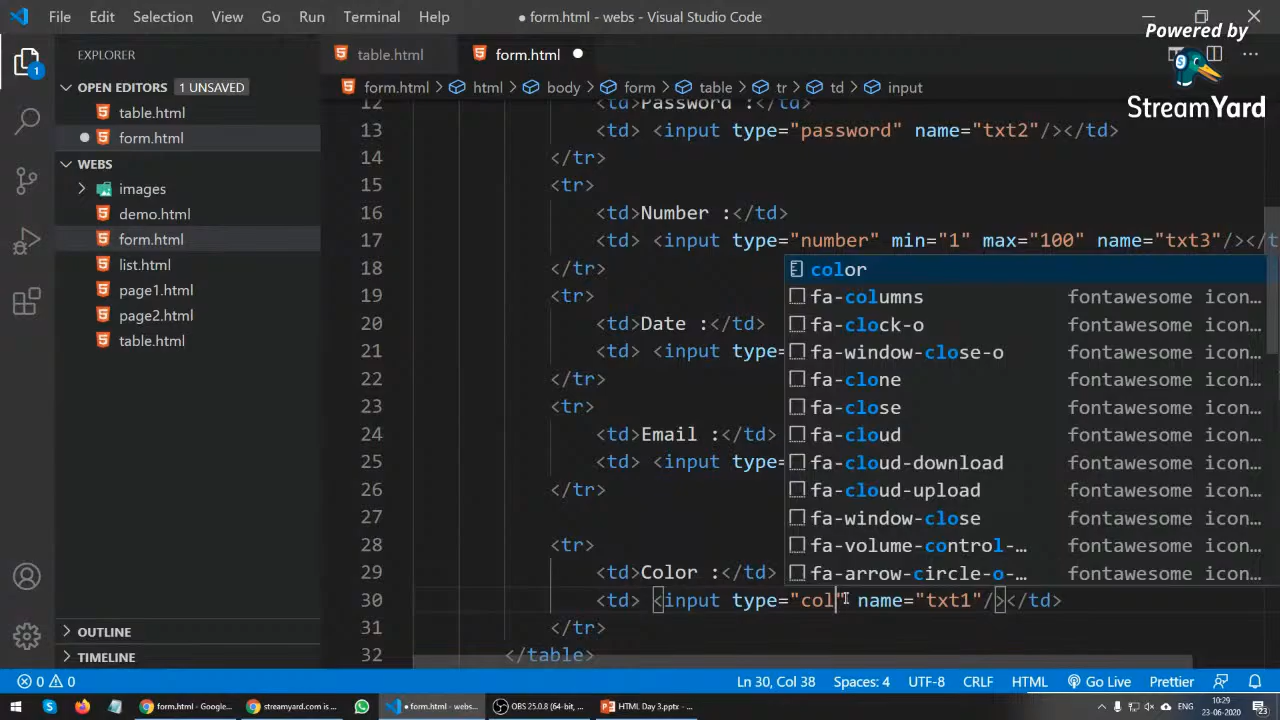 File Edit Selection View Go Run Terminal Help
● form.html - webs - Visual Studio Code
Powered by
StreamYard
EXPLORER
OPEN EDITORS 1 UNSAVED
table.html
form.html
WEBS
images
demo.html
form.html
list.html
page1.html
page2.html
table.html
OUTLINE
TIMELINE
1
table.html form.html
form.html > html > body > form > table > tr > td > input
12 <td>Password :</td>
13 <td> <input type="password" name="txt2"/></td>
14 </tr>
15 <tr>
16 <td>Number :</td>
17 <td> <input type="number" min="1" max="100" name="txt3"/></t
18 </tr>
19 <tr>
20 <td>Date :</td>
21 <td> <input type=
22 </tr>
23 <tr>
24 <td>Email :</td>
25 <td> <input type=
26 </tr>
27
28 <tr>
29 <td>Color :</td>
30 <td> <input type="col" name="txt1"/></td>
31 </tr>
32 </table>
color
fa-columns fontawesome icon…
fa-clock-o fontawesome icon…
fa-window-close-o fontawesome icon…
fa-clone fontawesome icon…
fa-close fontawesome icon…
fa-cloud fontawesome icon…
fa-cloud-download fontawesome icon…
fa-cloud-upload fontawesome icon…
fa-window-close fontawesome icon…
fa-volume-control-… fontawesome icon…
fa-arrow-circle-o-… fontawesome icon…
0 0 Ln 30, Col 38 Spaces: 4 UTF-8 CRLF HTML Go Live Prettier
form.html - Google... streamyard.com is... form.html - webs... OBS 25.0.8 (64-bit, ... HTML Day 3.pptx - ... ENG 10:29
23-06-2020